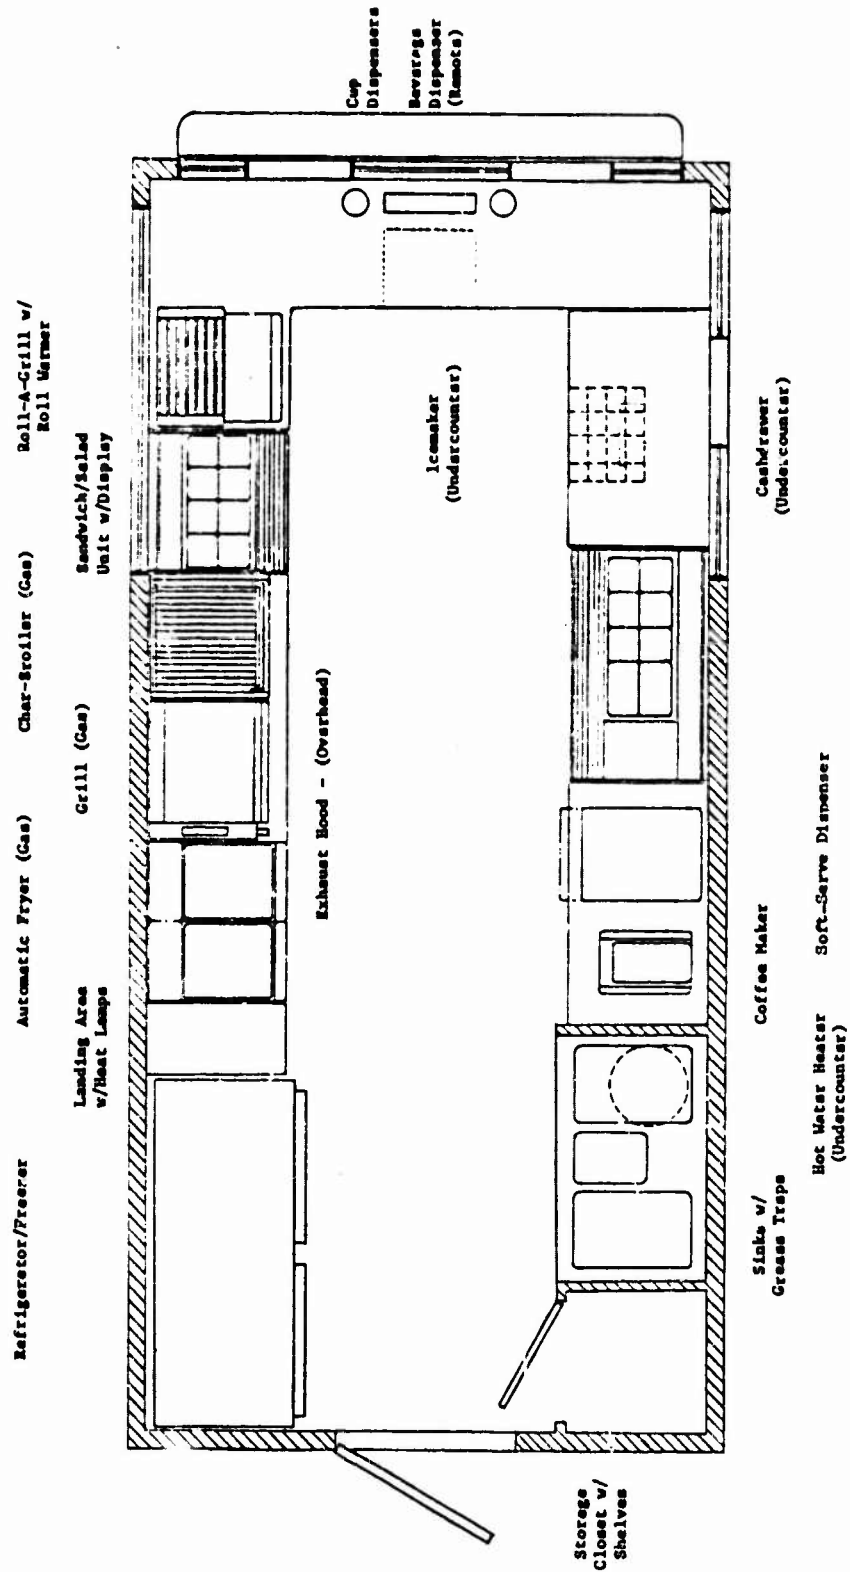 Refrigerator/Freezer
Landing Area
w/Heat Lamps
Automatic Fryer (Gas)
Grill (Gas)
Char-Broiler (Gas)
Sandwich/Salad
Unit w/Display
Roll-A-Grill w/
Roll Warmer
Exhaust Hood - (Overhead)
Icemaker
(Undercounter)
Cup
Dispensers
Beverage
Dispenser
(Remote)
Storage
Closet w/
Shelves
Sinks w/
Grease Traps
Hot Water Heater
(Undercounter)
Coffee Maker
Soft-Serve Dispenser
Cashdrawer
(Undercounter)